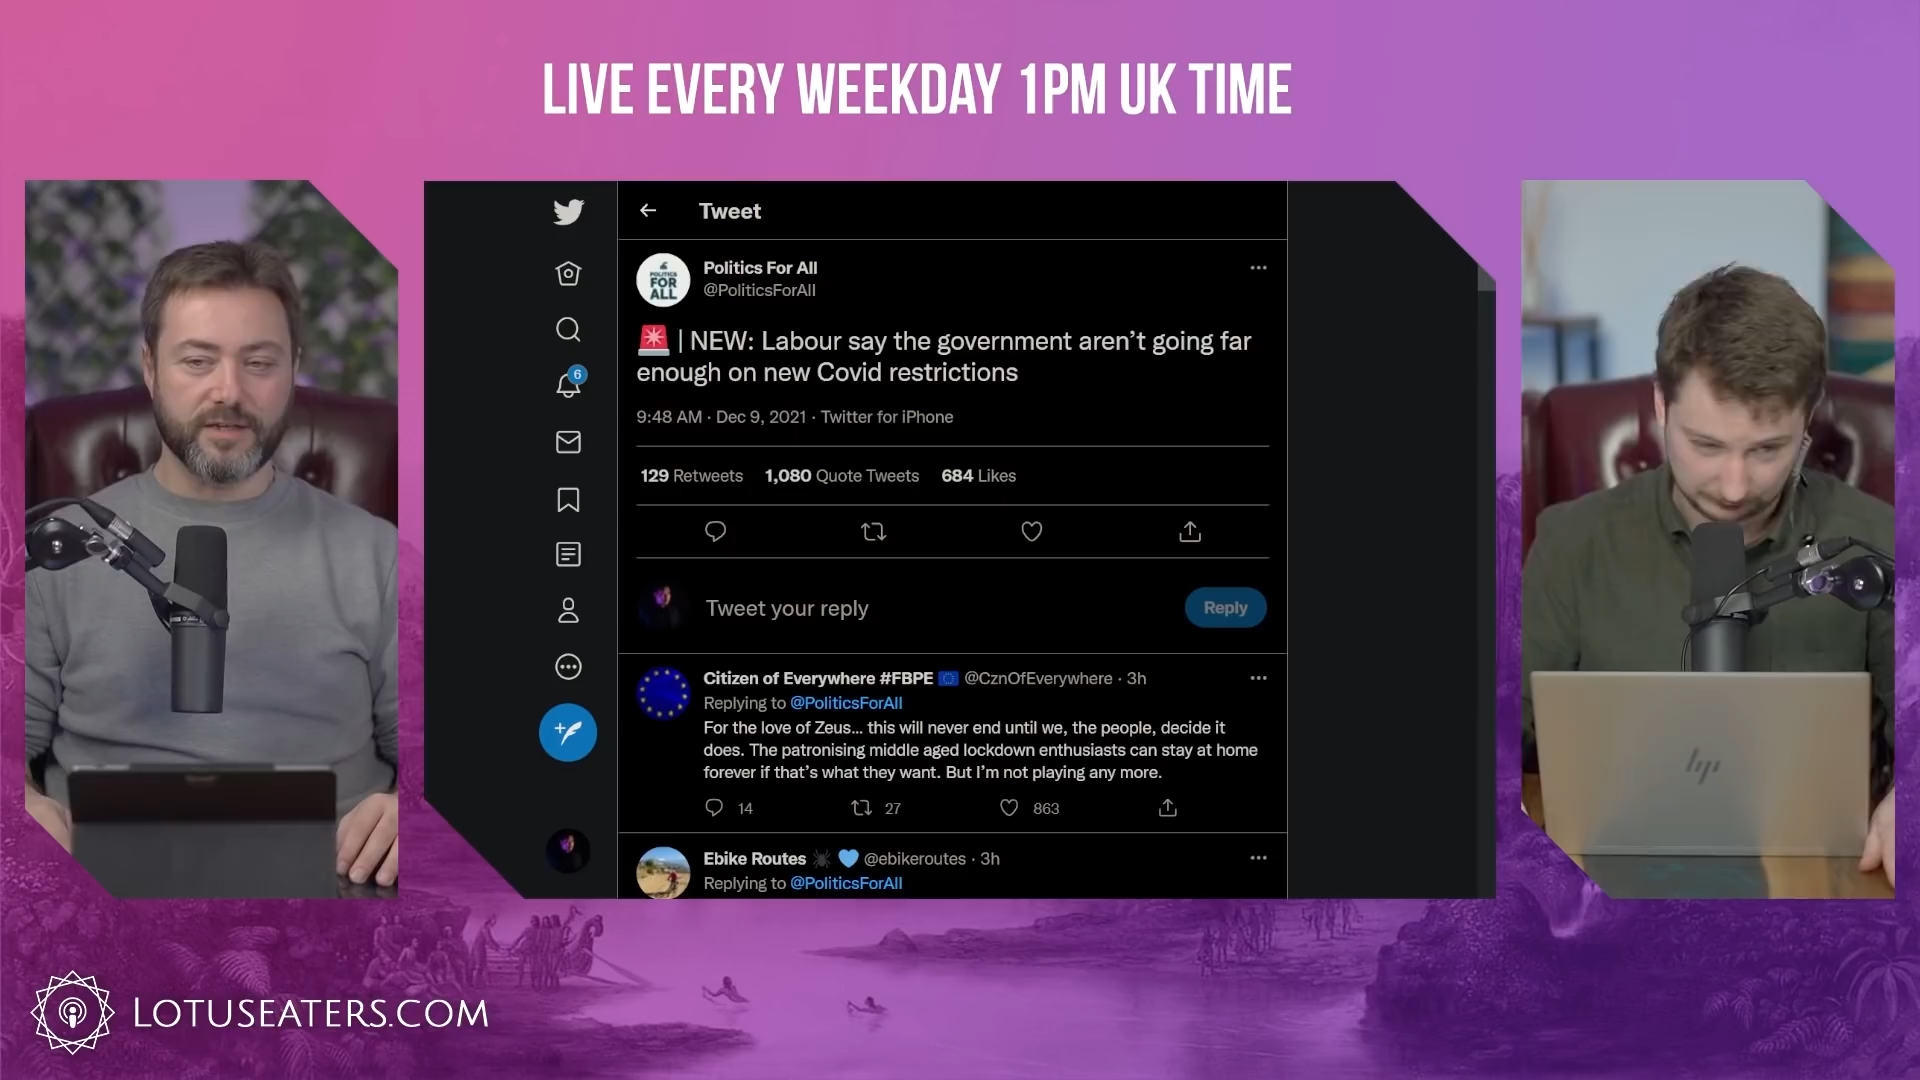 LIVE EVERY WEEKDAY 1PM UK TIME
Tweet
POLITICS
FOR
ALL
Politics For All
@PoliticsForAll
| NEW: Labour say the government aren’t going far
enough on new Covid restrictions
9:48 AM · Dec 9, 2021 · Twitter for iPhone
129 Retweets 1,080 Quote Tweets 684 Likes
6
Tweet your reply
Reply
Citizen of Everywhere #FBPE @CznOfEverywhere · 3h
Replying to @PoliticsForAll
For the love of Zeus... this will never end until we, the people, decide it
does. The patronising middle aged lockdown enthusiasts can stay at home
forever if that’s what they want. But I’m not playing any more.
14 27 863
Ebike Routes @ebikeroutes · 3h
Replying to @PoliticsForAll
hp
LOTUSEATERS.COM